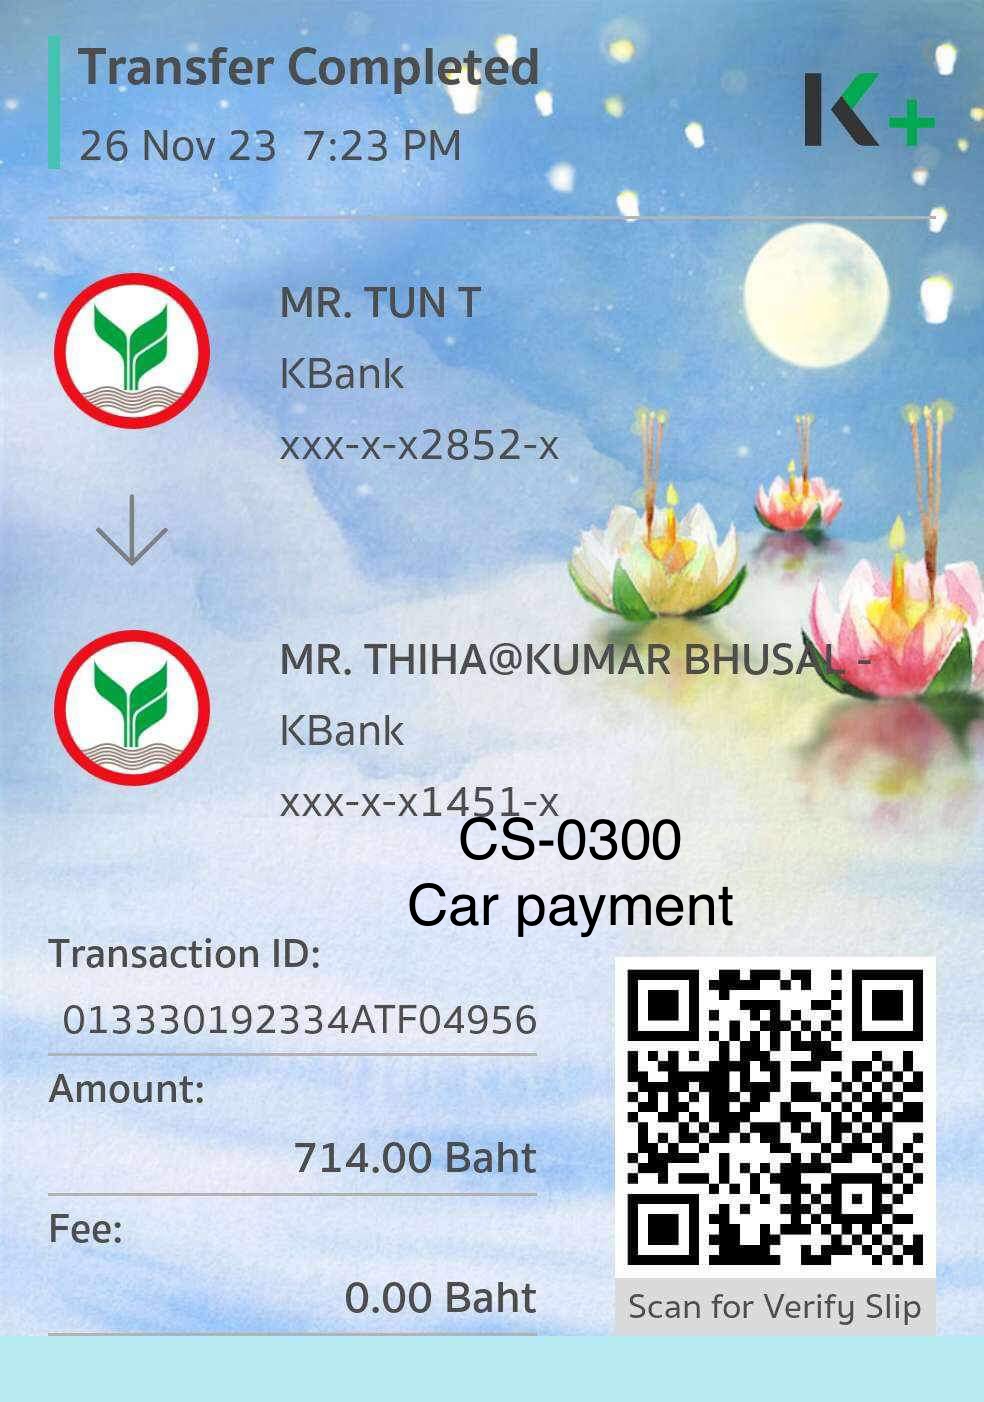 Transfer Completed
26 Nov 23 7:23 PM
K+
MR. TUN T
KBank
xxx-x-x2852-x
MR. THIHA@KUMAR BHUSAL -
KBank
xxx-x-x1451-x
CS-0300
Car payment
Transaction ID:
013330192334ATF04956
Amount:
714.00 Baht
Fee:
0.00 Baht
Scan for Verify Slip